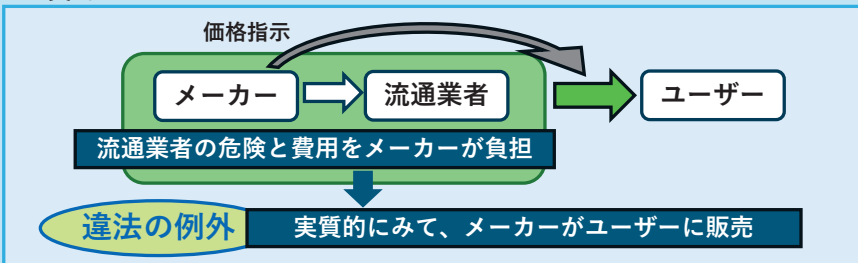 価格指示
メーカー
流通業者
ユーザー
流通業者の危険と費用をメーカーが負担
違法の例外
実質的にみて、メーカーがユーザーに販売